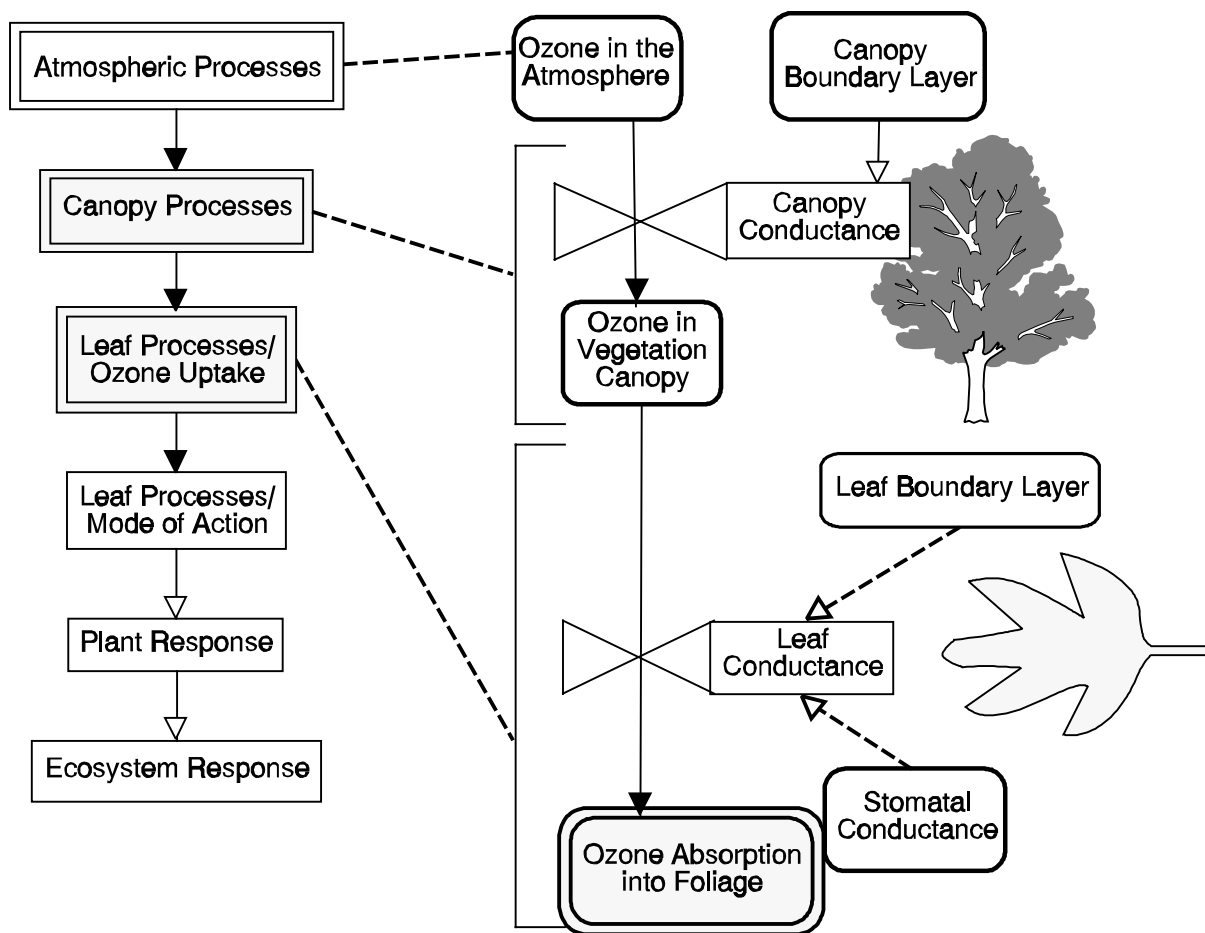 Atmospheric Processes
Canopy Processes
Leaf Processes/
Ozone Uptake
Leaf Processes/
Mode of Action
Plant Response
Ecosystem Response
Ozone in the
Atmosphere
Canopy
Boundary Layer
Canopy
Conductance
Ozone in
Vegetation
Canopy
Leaf Boundary Layer
Leaf
Conductance
Stomatal
Conductance
Ozone Absorption
into Foliage